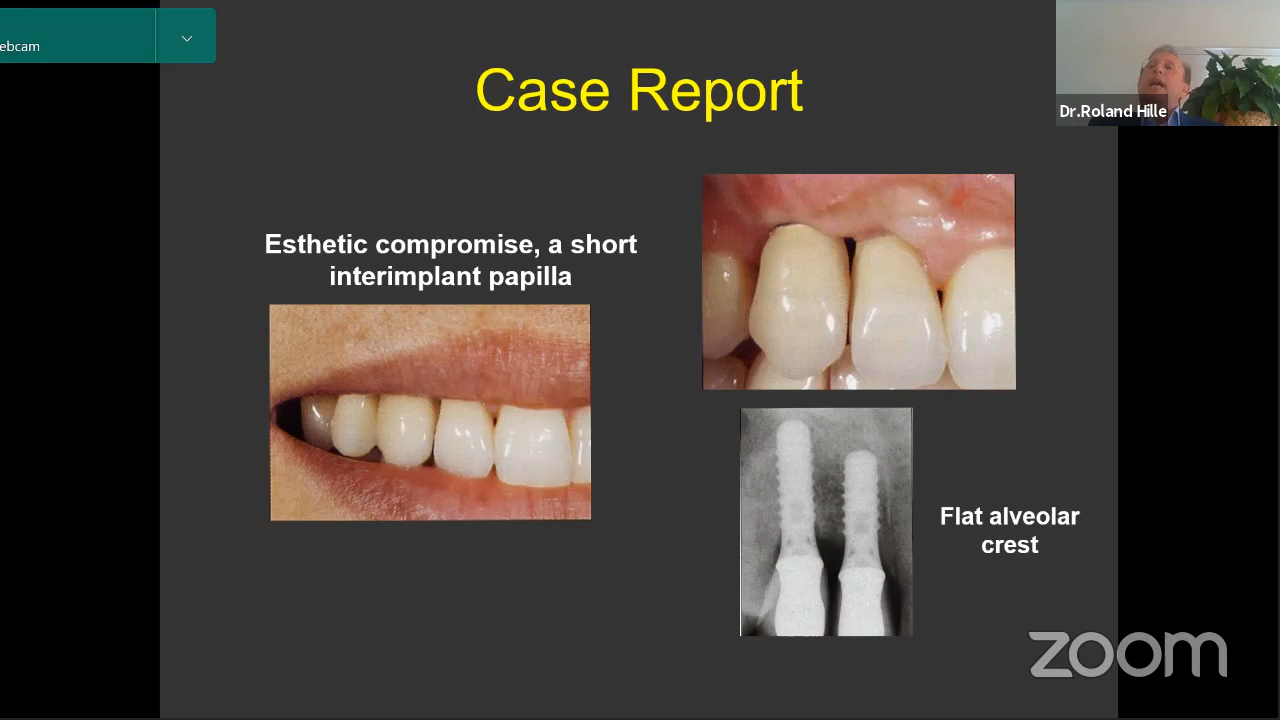 ebcam
Case Report
Dr.Roland Hille
Esthetic compromise, a short
interimplant papilla
Flat alveolar
crest
zoom